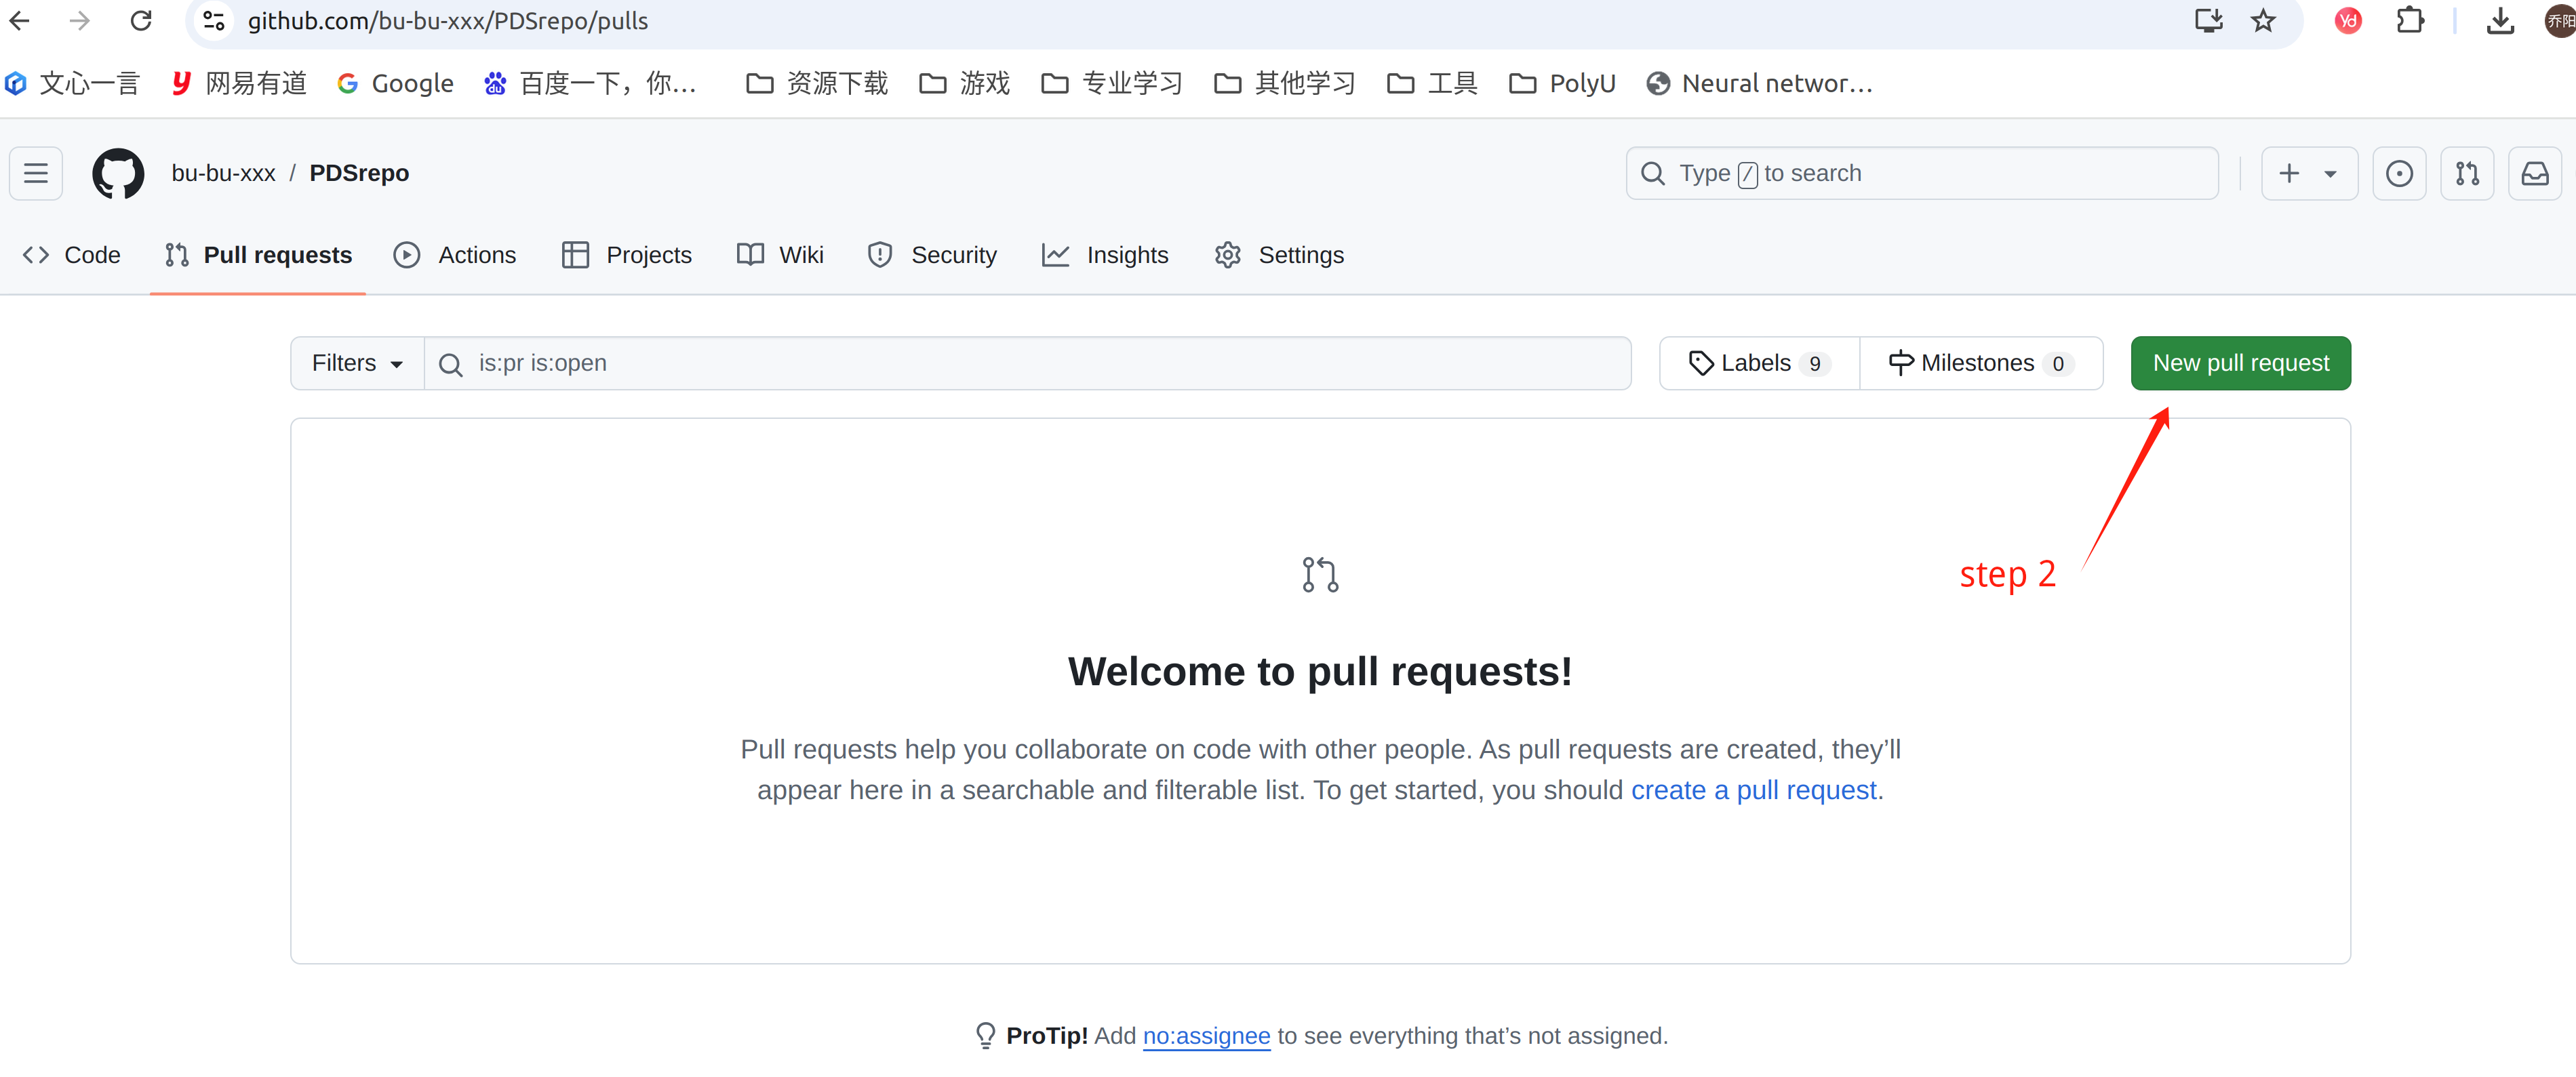 github.com/bu-bu-xxx/PDSrepo/pulls
yd
乔阳
文心一言 y 网易有道 Google du 百度一下，你... 资源下载 游戏 专业学习 其他学习 工具 PolyU Neural networ...
bu-bu-xxx / PDSrepo
Type / to search
Code Pull requests Actions Projects Wiki Security Insights Settings
Filters is:pr is:open Labels 9 Milestones 0 New pull request
step 2
Welcome to pull requests!
Pull requests help you collaborate on code with other people. As pull requests are created, they’ll
appear here in a searchable and filterable list. To get started, you should create a pull request.
ProTip! Add no:assignee to see everything that’s not assigned.